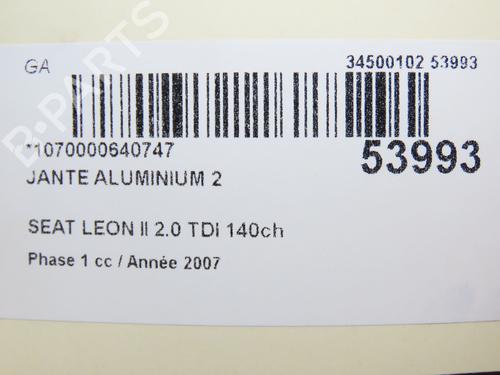 GA
34500102 53993
*1070000640747
53993
JANTE ALUMINIUM 2
SEAT LEON II 2.0 TDI 140ch
Phase 1 cc / Année 2007
B-PARTS